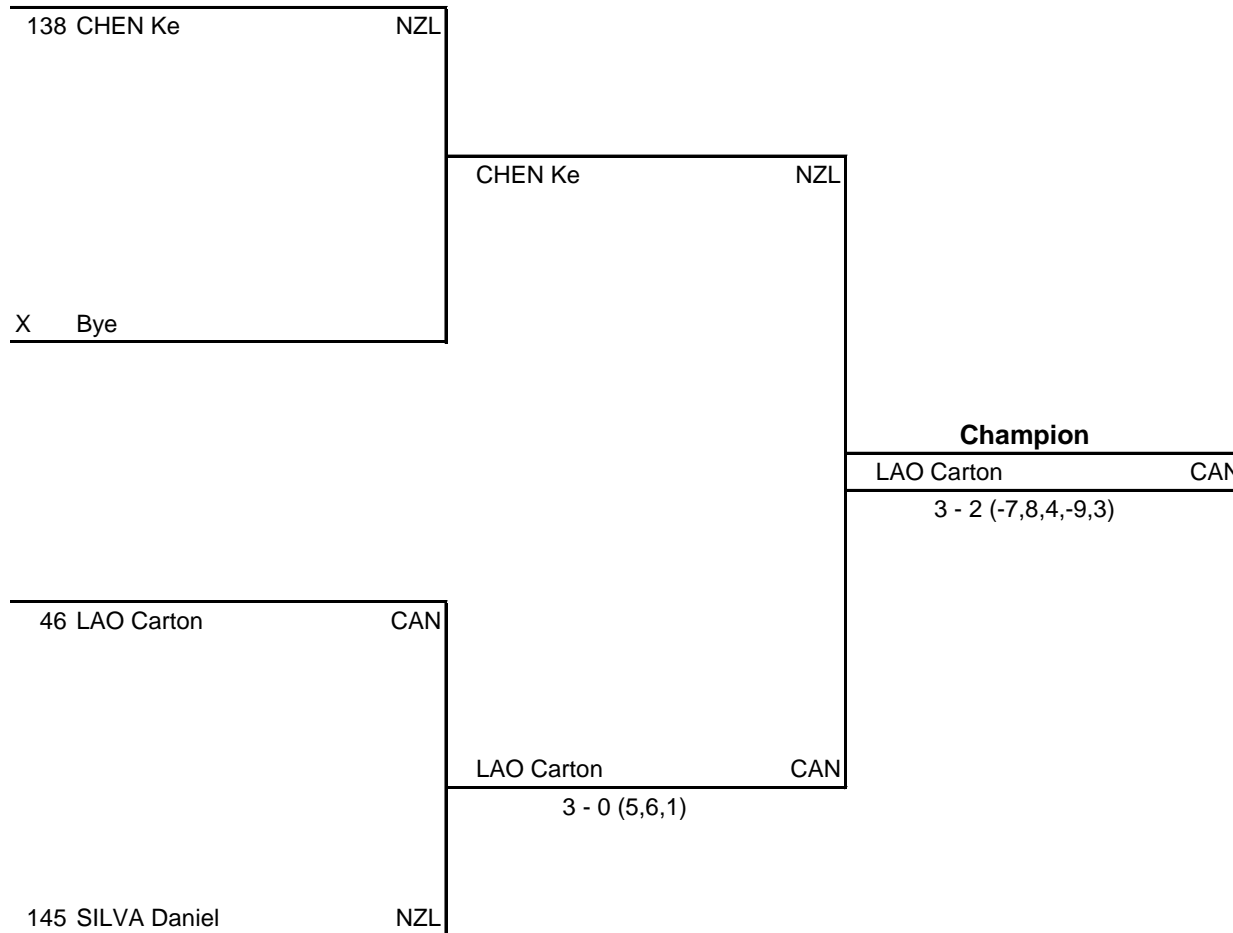 138 CHEN Ke NZL
CHEN Ke NZL
X Bye
Champion
LAO Carton CAN
3 - 2 (-7,8,4,-9,3)
46 LAO Carton CAN
LAO Carton CAN
3 - 0 (5,6,1)
145 SILVA Daniel NZL